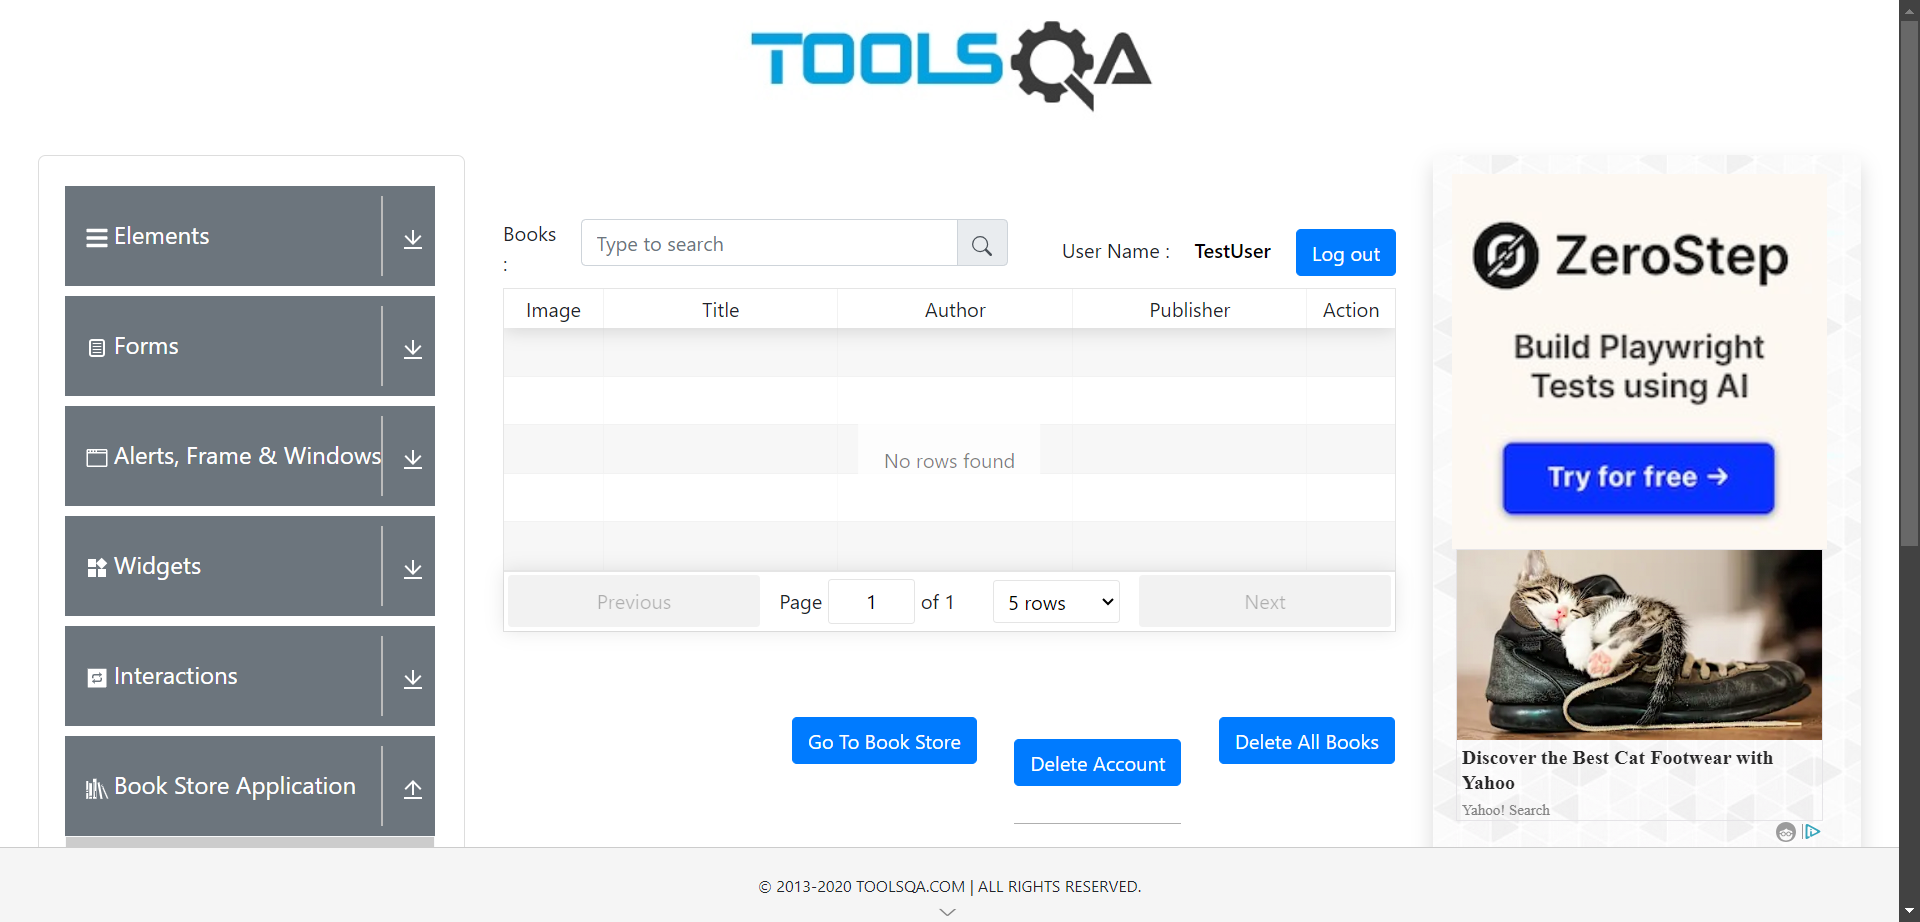 TOOLSQA
Elements
Forms
Alerts, Frame & Windows
Widgets
Interactions
Book Store Application
Books
:
Type to search
User Name :
TestUser
Log out
Image
Title
Author
Publisher
Action
No rows found
Previous
Page
1
of 1
5 rows
Next
Go To Book Store
Delete Account
Delete All Books
ZeroStep
Build Playwright
Tests using AI
Try for free →
Discover the Best Cat Footwear with
Yahoo
Yahoo! Search
© 2013-2020 TOOLSQA.COM | ALL RIGHTS RESERVED.